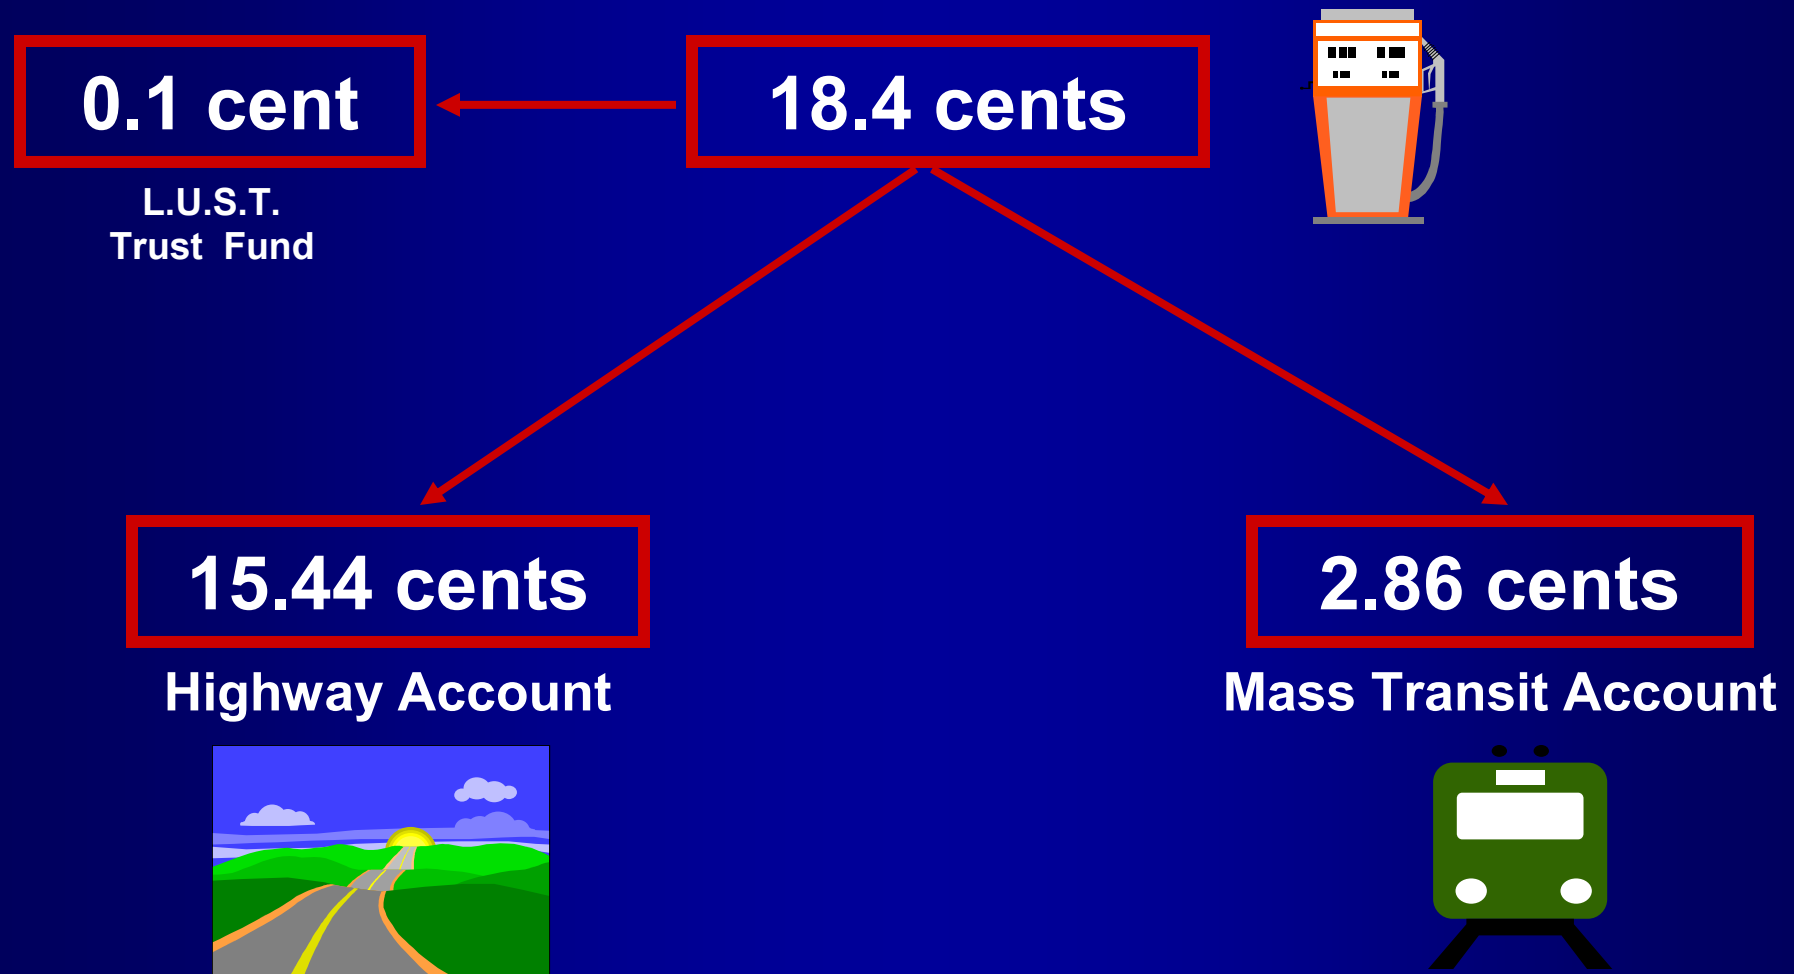 0.1 cent
18.4 cents
L.U.S.T.
Trust Fund
15.44 cents
2.86 cents
Highway Account
Mass Transit Account